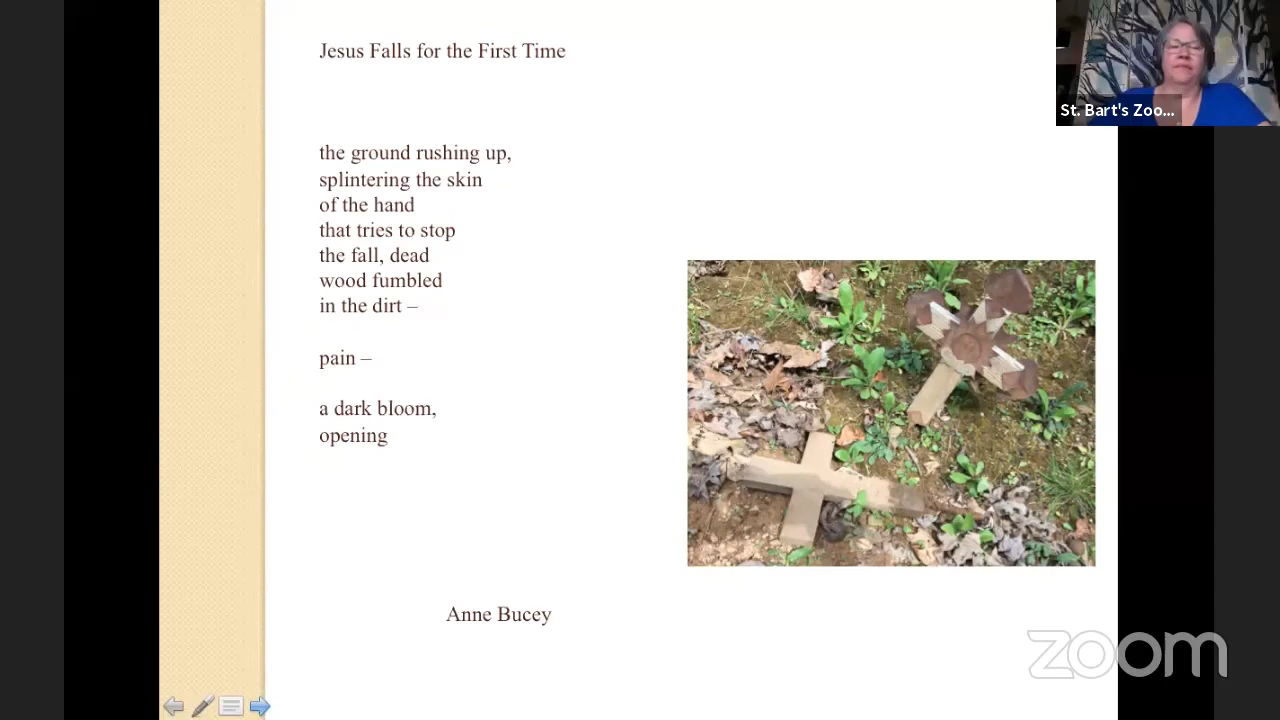 Jesus Falls for the First Time
St. Bart's Zoo...
the ground rushing up,
splintering the skin
of the hand
that tries to stop
the fall, dead
wood fumbled
in the dirt –
pain –
a dark bloom,
opening
Anne Bucey
zoom